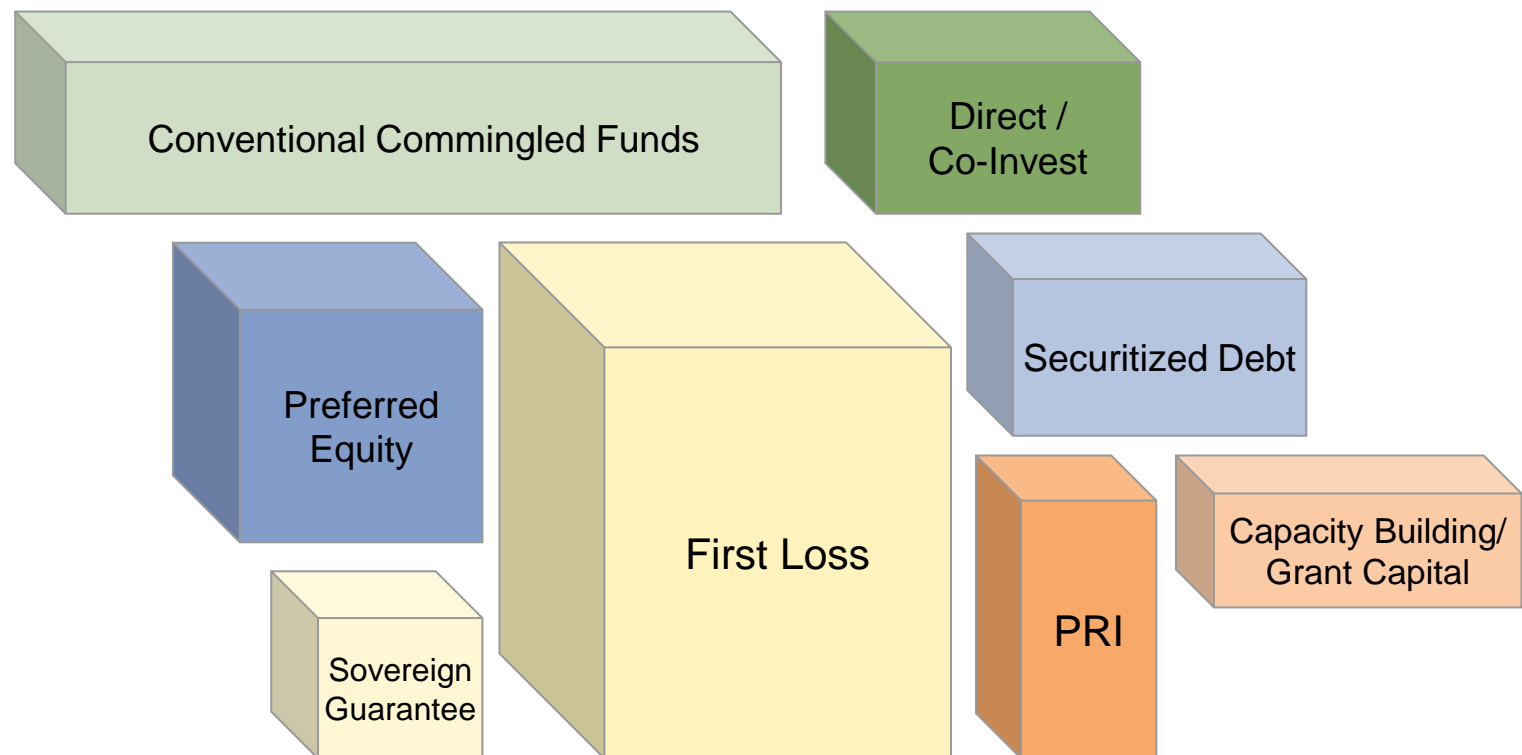 Conventional Commingled Funds
Direct /
Co-Invest
Preferred
Equity
First Loss
Securitized Debt
Sovereign
Guarantee
PRI
Capacity Building/
Grant Capital